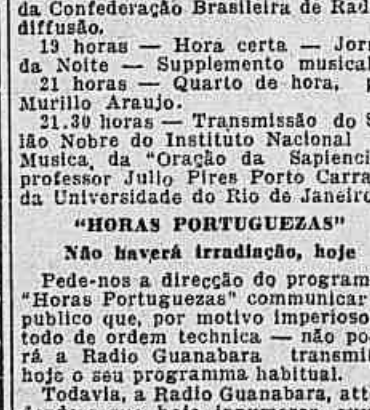 da Confederação Brasileira de Rad
diffusão.
19 horas — Hora certa — Jor
da Noite — Supplemento musical
21 horas — Quarto de hora, p
Murillo Araujo.
21.30 horas — Transmissão do S
lão Nobre do Instituto Nacional
Musica, da "Oração da Sapienci
professor Julio Pires Porto Carra
da Universidade do Rio de Janeiro
"HORAS PORTUGUEZAS"
Não haverá irradiação, hoje
Pede-nos a direcção do program
"Horas Portuguezas" communicar
publico que, por motivo imperioso
todo de ordem technica — não po
rá a Radio Guanabara transmit
hoje o seu programma habitual.
Todavia, a Radio Guanabara, att